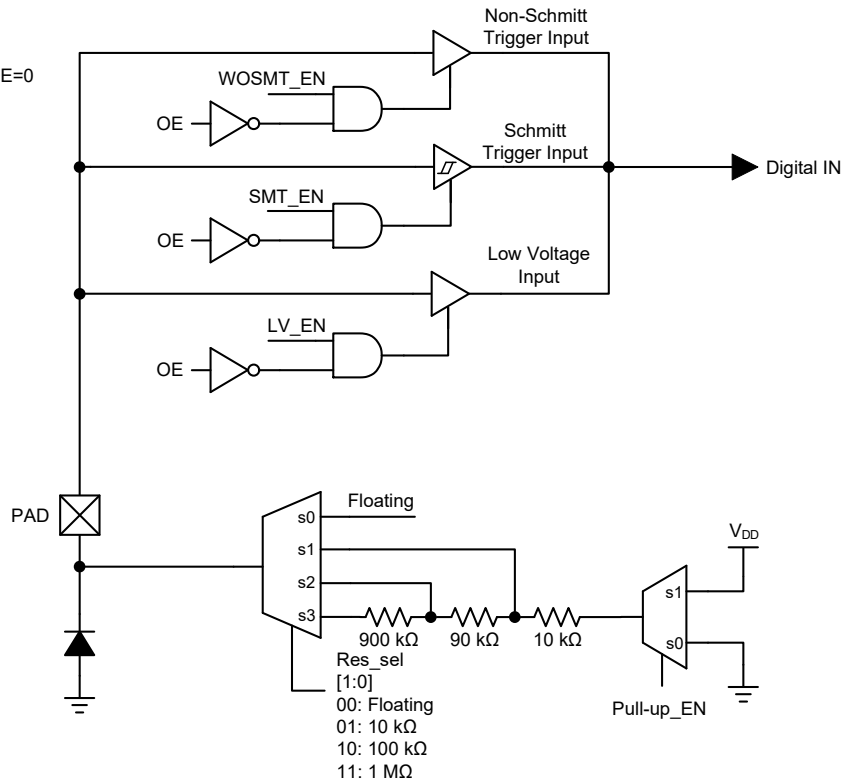 Non-Schmitt
Trigger Input
E=0
WOSMT_EN
OE
Schmitt
Trigger Input
Digital IN
SMT_EN
OE
Low Voltage
Input
LV_EN
OE
PAD
s0
Floating
s1
s2
s3
900 kΩ
90 kΩ
10 kΩ
VDD
s1
s0
Pull-up_EN
Res_sel
[1:0]
00: Floating
01: 10 kΩ
10: 100 kΩ
11: 1 MΩ